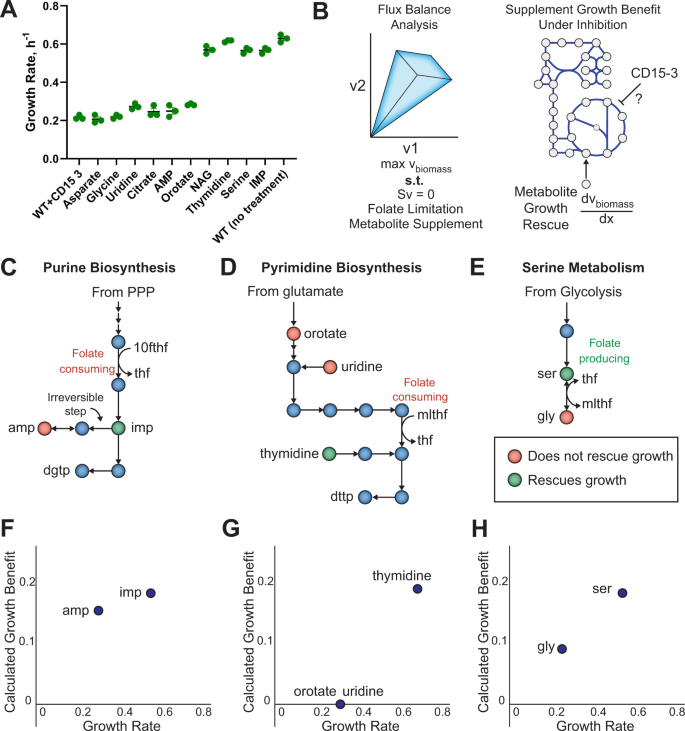 A
Growth Rate, h-1
0.8
0.6
0.4
0.2
0.0
WT+CD15 3
Asparate
Glycine
Uridine
Citrate
AMP
Orotate
NAG
Thymidine
Serine
IMP
WT (no treatment)
B
Flux Balance
Analysis
v2
v1
max vbiomass
s.t.
Sv = 0
Folate Limitation
Metabolite Supplement
Supplement Growth Benefit
Under Inhibition
CD15-3
?
Metabolite
Growth
Rescue
dvbiomass
dx
C
Purine Biosynthesis
From PPP
10fthf
Folate
consuming
thf
Irreversible
step
amp
imp
dgtp
D
Pyrimidine Biosynthesis
From glutamate
orotate
uridine
Folate
consuming
mlthf
thf
thymidine
dttp
E
Serine Metabolism
From Glycolysis
Folate
producing
ser
thf
mlthf
gly
Does not rescue growth
Rescues growth
F
Calculated Growth Benefit
0.2
0.1
0
amp
imp
0 0.2 0.4 0.6 0.8
Growth Rate
G
Calculated Growth Benefit
0.2
0.1
0
thymidine
orotate uridine
0 0.2 0.4 0.6 0.8
Growth Rate
H
Calculated Growth Benefit
0.2
0.1
0
ser
gly
0 0.2 0.4 0.6 0.8
Growth Rate